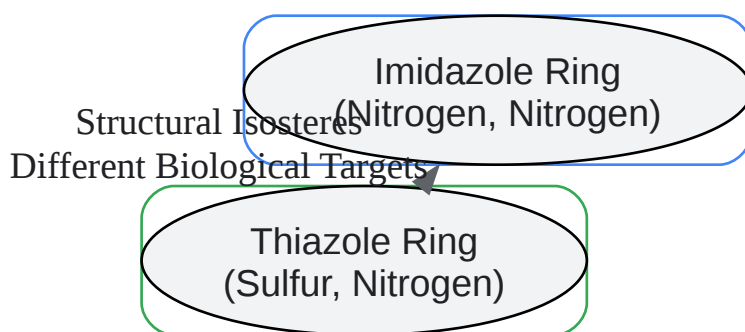 Imidazole Ring
(Nitrogen, Nitrogen)
Structural Isosteres
Different Biological Targets
Thiazole Ring
(Sulfur, Nitrogen)